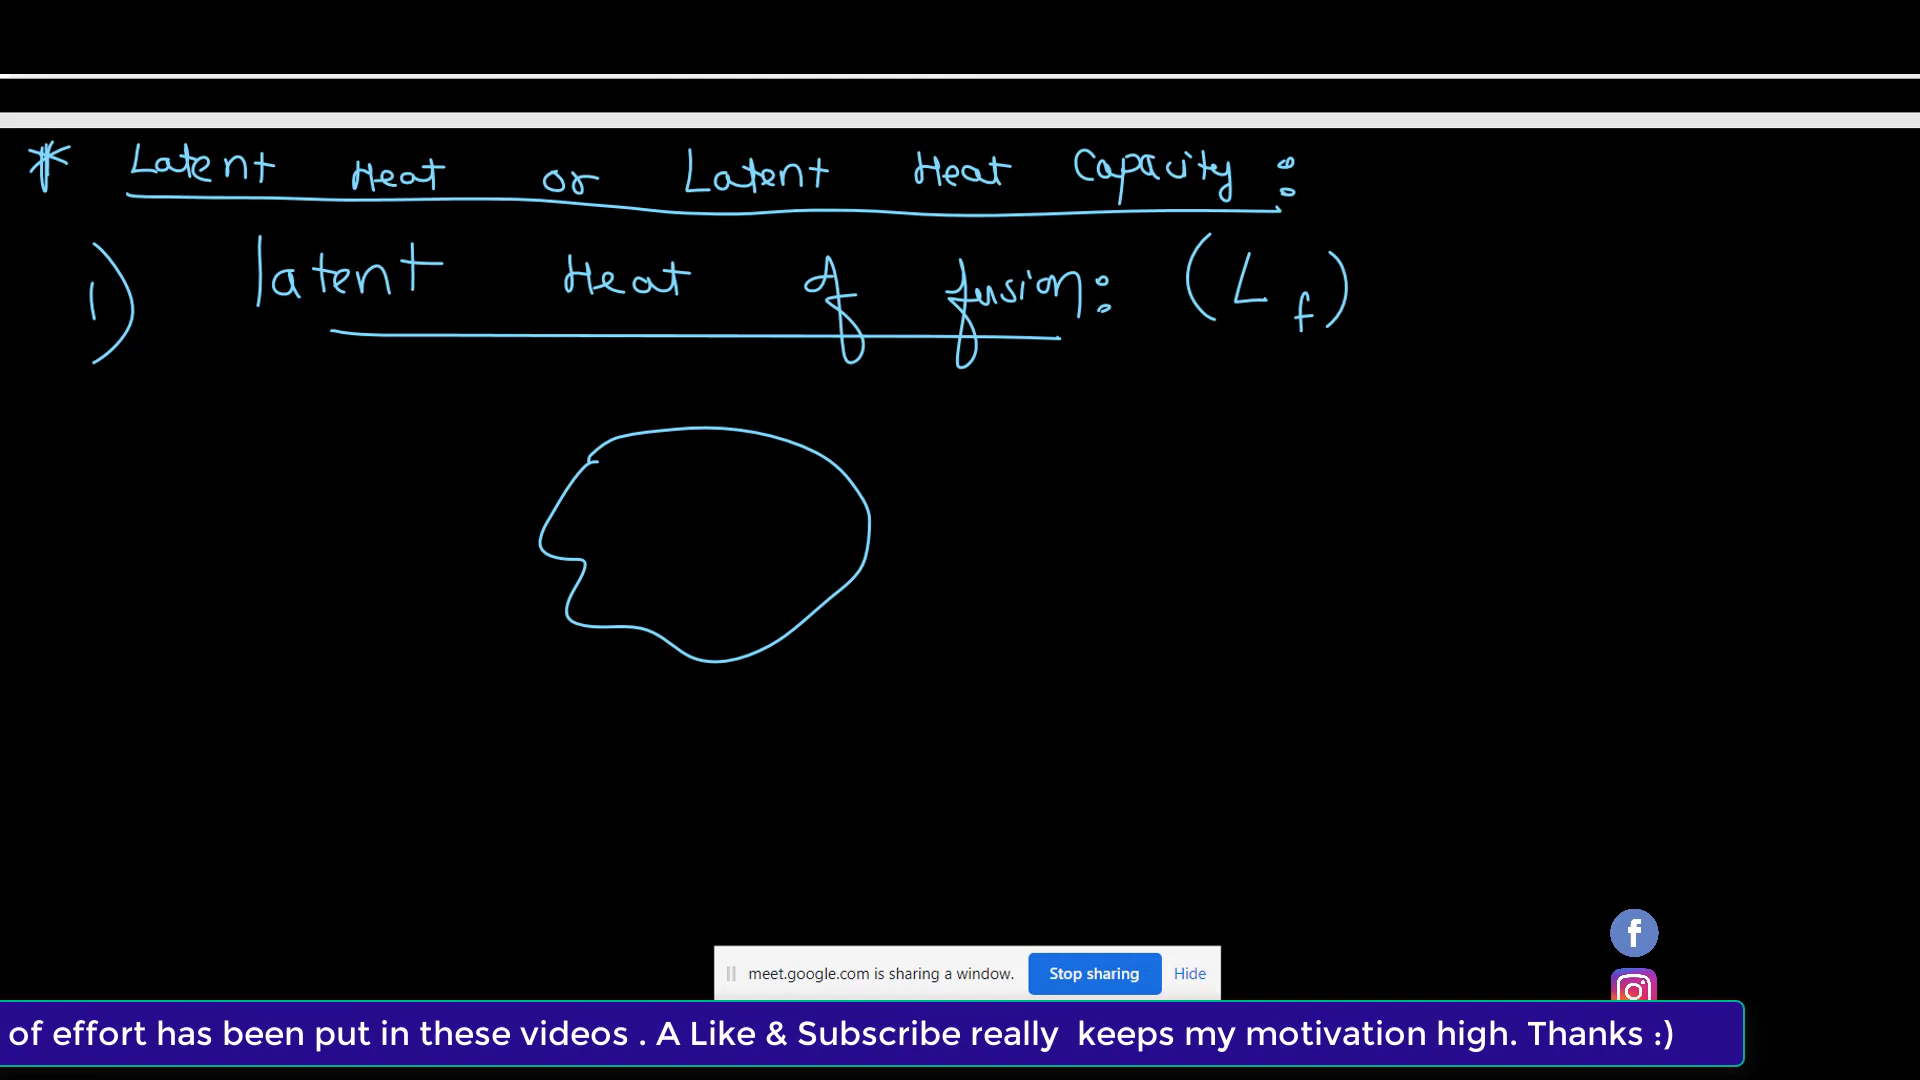 * Latent Heat or Latent Heat Capacity :
1) latent Heat of fusion: (Lf)
meet.google.com is sharing a window. Stop sharing Hide
f
of effort has been put in these videos . A Like & Subscribe really keeps my motivation high. Thanks :)